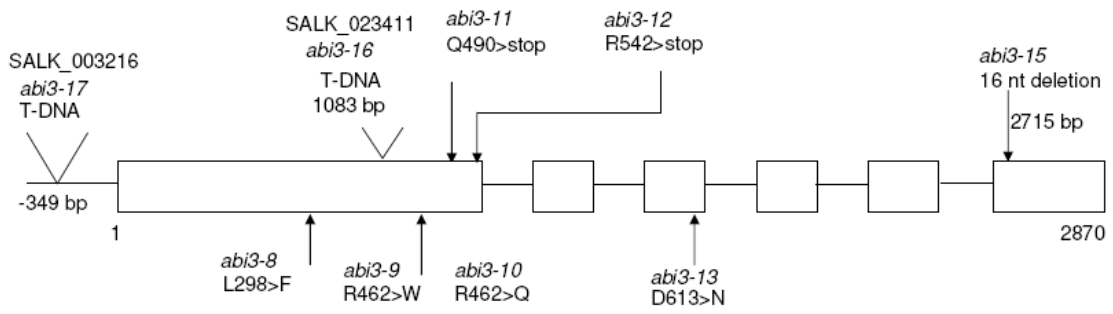 SALK_003216
abi3-17
T-DNA
-349 bp
SALK_023411
abi3-16
T-DNA
1083 bp
abi3-11
Q490>stop
abi3-12
R542>stop
abi3-15
16 nt deletion
2715 bp
1
2870
abi3-8
L298>F
abi3-9
R462>W
abi3-10
R462>Q
abi3-13
D613>N